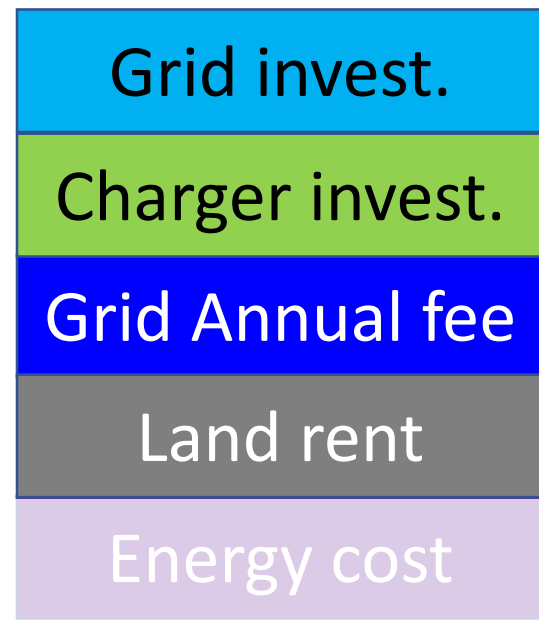 Grid invest.
Charger invest.
Grid Annual fee
Land rent
Energy cost